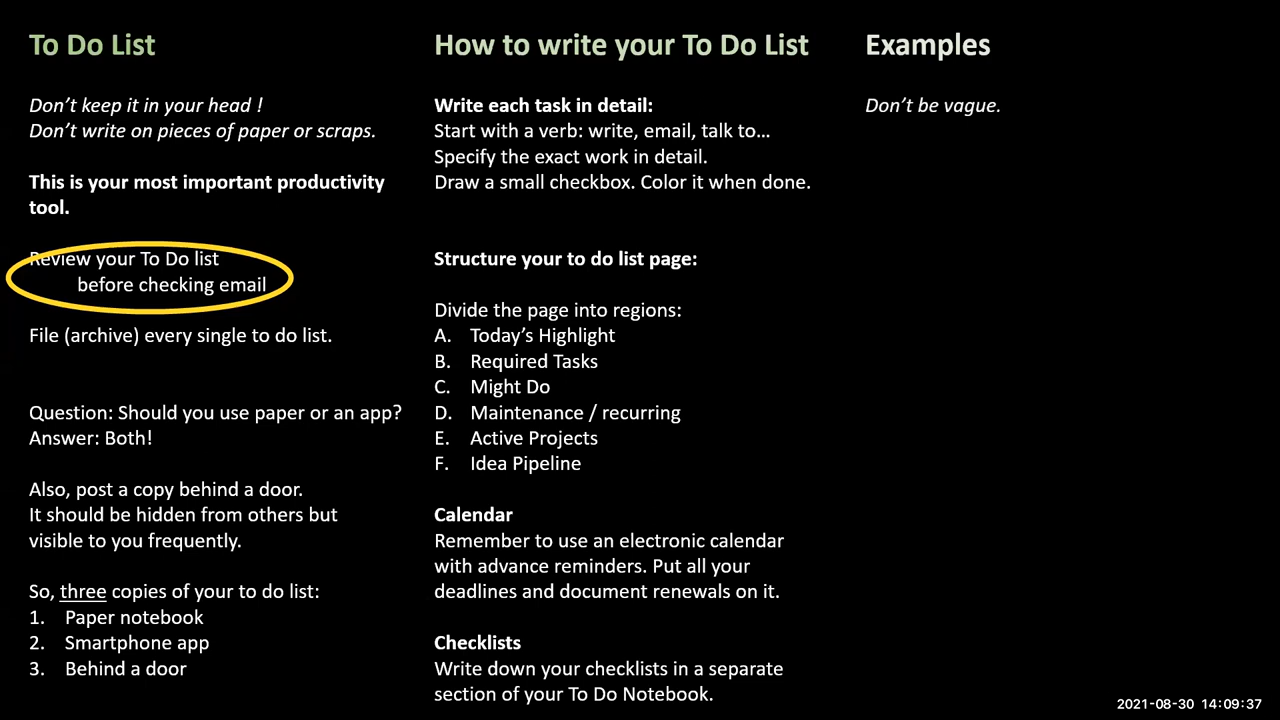 To Do List
Don’t keep it in your head !
Don’t write on pieces of paper or scraps.
This is your most important productivity
tool.
Review your To Do list
before checking email
File (archive) every single to do list.
Question: Should you use paper or an app?
Answer: Both!
Also, post a copy behind a door.
It should be hidden from others but
visible to you frequently.
So, three copies of your to do list:
1. Paper notebook
2. Smartphone app
3. Behind a door
How to write your To Do List
Write each task in detail:
Start with a verb: write, email, talk to…
Specify the exact work in detail.
Draw a small checkbox. Color it when done.
Structure your to do list page:
Divide the page into regions:
A. Today’s Highlight
B. Required Tasks
C. Might Do
D. Maintenance / recurring
E. Active Projects
F. Idea Pipeline
Calendar
Remember to use an electronic calendar
with advance reminders. Put all your
deadlines and document renewals on it.
Checklists
Write down your checklists in a separate
section of your To Do Notebook.
Examples
Don’t be vague.
2021-08-30 14:09:37